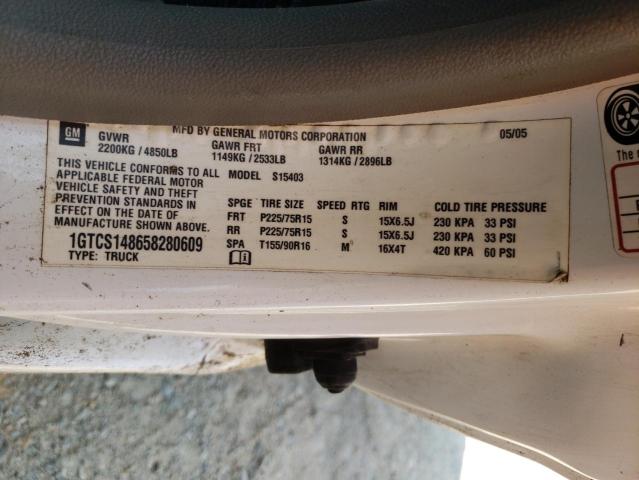 GM
MFD BY GENERAL MOTORS CORPORATION 05/05
GVWR GAWR FRT GAWR RR
2200KG / 4850LB 1149KG / 2533LB 1314KG / 2896LB
THIS VEHICLE CONFORMS TO ALL
APPLICABLE FEDERAL MOTOR
VEHICLE SAFETY AND THEFT
PREVENTION STANDARDS IN
EFFECT ON THE DATE OF
MANUFACTURE SHOWN ABOVE.
1GTCS148658280609
TYPE: TRUCK
MODEL S15403
SPGE TIRE SIZE SPEED RTG RIM COLD TIRE PRESSURE
FRT P225/75R15 S 15X6.5J 230 KPA 33 PSI
RR P225/75R15 S 15X6.5J 230 KPA 33 PSI
SPA T155/90R16 M 16X4T 420 KPA 60 PSI
The